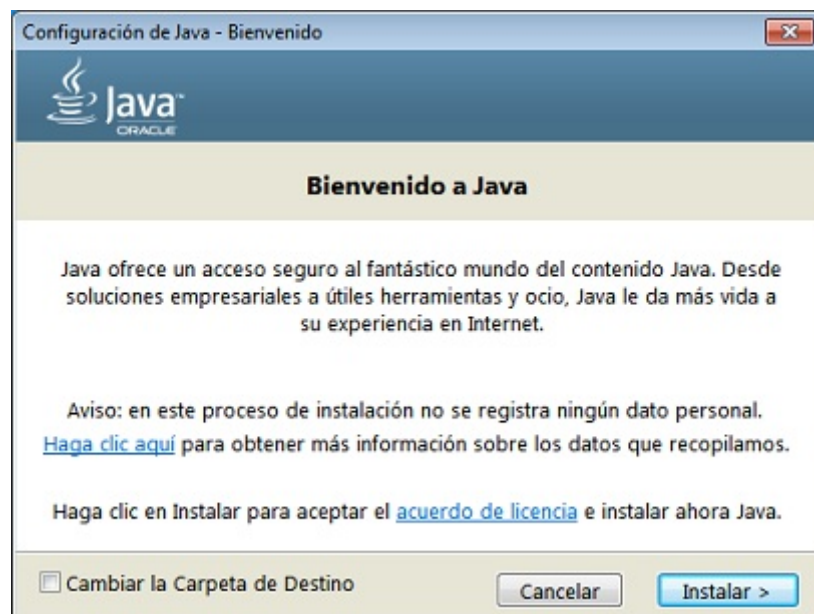 Configuración de Java - Bienvenido
Java™
ORACLE
Bienvenido a Java
Java ofrece un acceso seguro al fantástico mundo del contenido Java. Desde
soluciones empresariales a útiles herramientas y ocio, Java le da más vida a
su experiencia en Internet.
Aviso: en este proceso de instalación no se registra ningún dato personal.
Haga clic aquí para obtener más información sobre los datos que recopilamos.
Haga clic en Instalar para aceptar el acuerdo de licencia e instalar ahora Java.
Cambiar la Carpeta de Destino
Cancelar
Instalar >